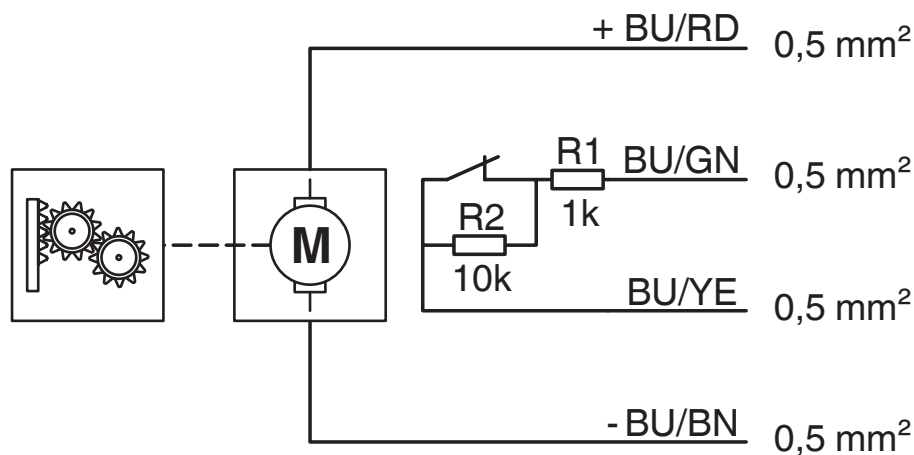 + BU/RD 0,5 mm²
R1 BU/GN 0,5 mm²
1k
R2
M
10k
BU/YE 0,5 mm²
- BU/BN 0,5 mm²